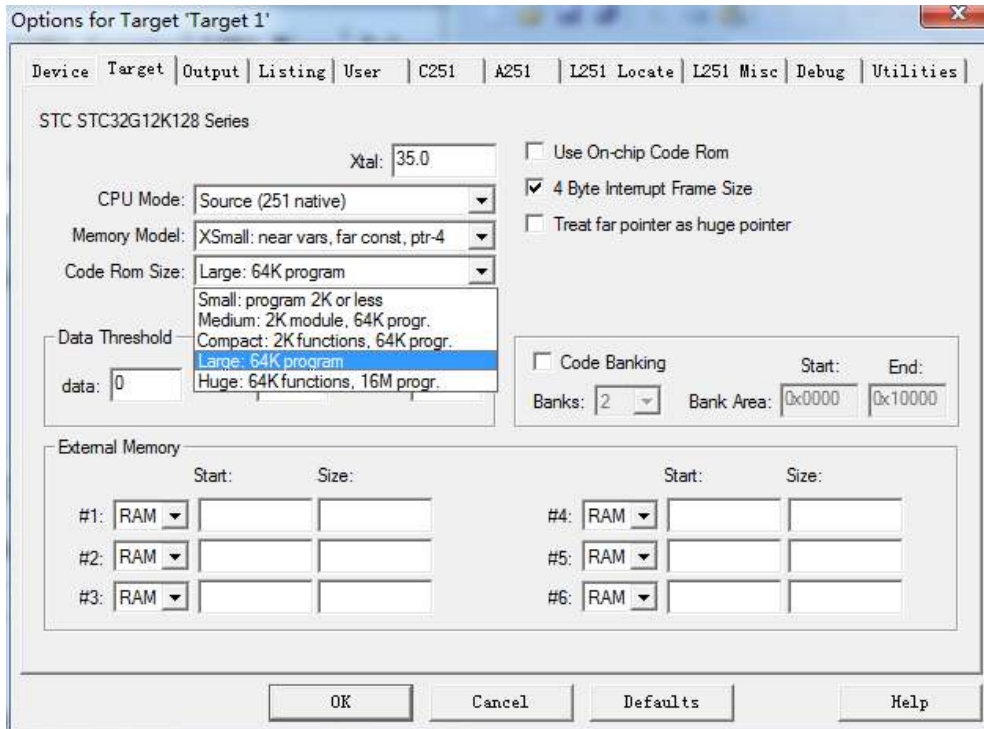 Options for Target 'Target 1'
Device Target Output Listing User C251 A251 L251 Locate L251 Misc Debug Utilities
STC STC32G12K128 Series
Xtal: 35.0
Use On-chip Code Rom
CPU Mode: Source (251 native)
4 Byte Interrupt Frame Size
Memory Model: XSmall: near vars, far const, ptr-4
Treat far pointer as huge pointer
Code Rom Size: Large: 64K program
Small: program 2K or less
Medium: 2K module, 64K progr.
Compact: 2K functions, 64K progr.
Large: 64K program
Huge: 64K functions, 16M progr.
Data Threshold
data: 0
Code Banking Start: End:
Banks: 2 Bank Area: 0x0000 0x10000
External Memory
Start: Size: Start: Size:
#1: RAM #4: RAM
#2: RAM #5: RAM
#3: RAM #6: RAM
OK Cancel Defaults Help